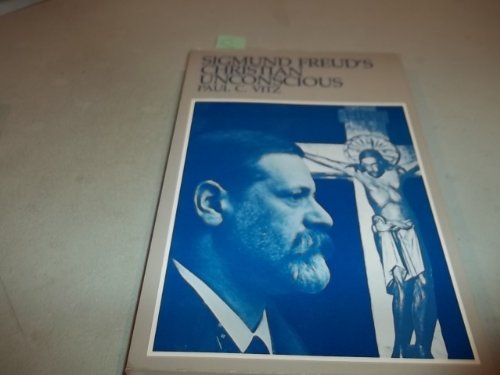 SIGMUND FREUD'S
CHRISTIAN
UNCONSCIOUS
PAUL C. VITZ